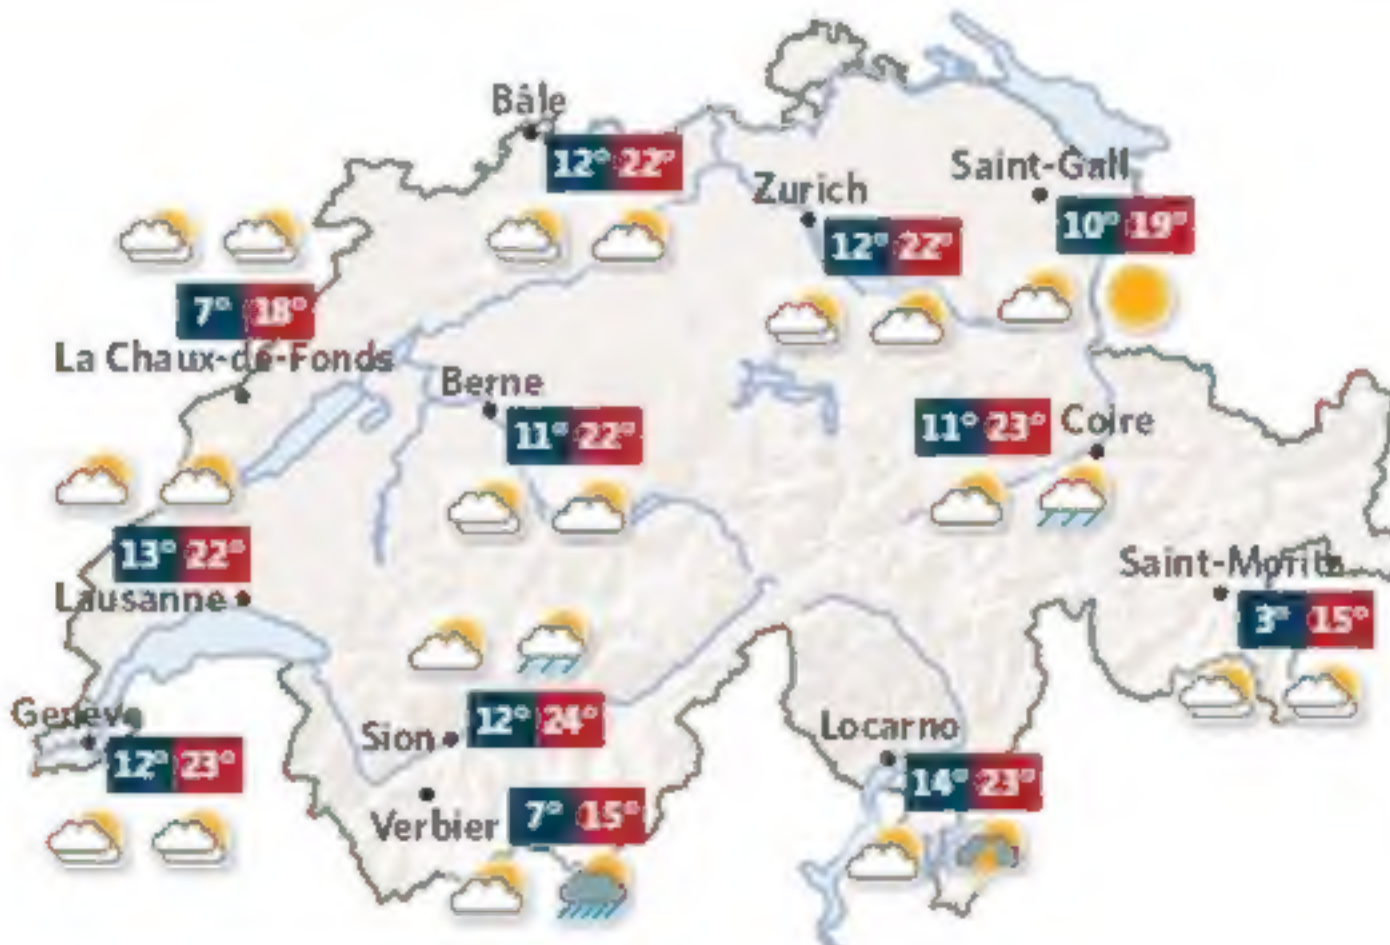 Bâle
12° 22°
Saint-Gall
10° 19°
Zurich
12° 22°
7° 18°
La Chaux-de-Fonds
Berne
11° 22°
11° 23° Coire
13° 22°
Lausanne
Saint-Moritz
3° 15°
Genève
12° 23°
Sion 12° 24°
Locarno
14° 23°
Verbier 7° 15°